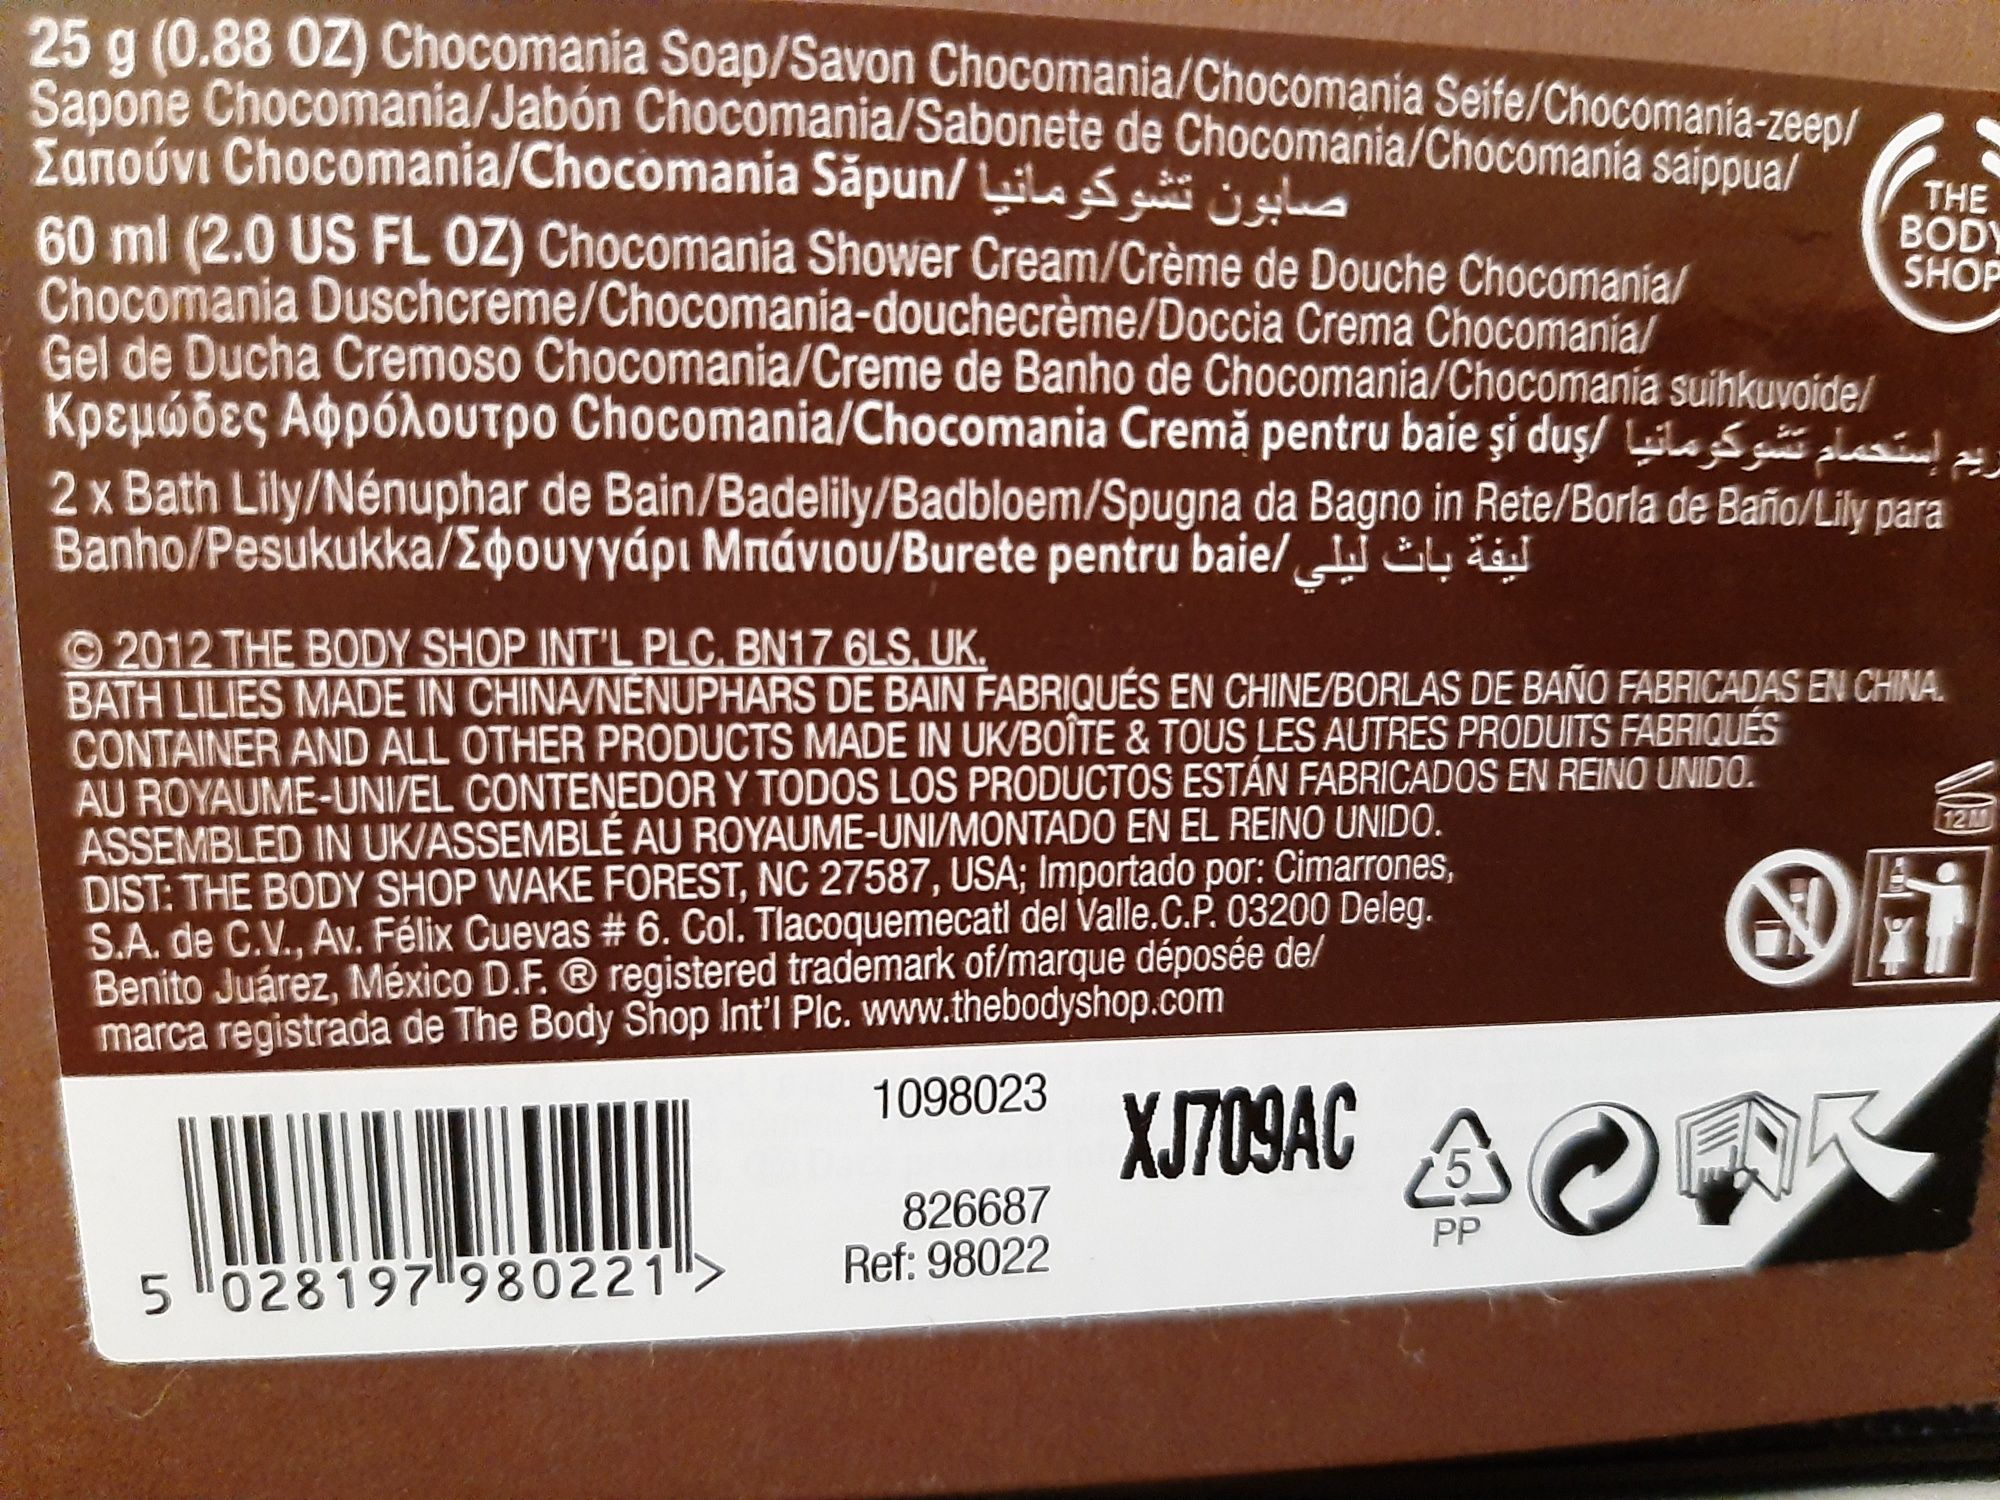 25 g (0.88 OZ) Chocomania Soap/Savon Chocomania/Chocomania Seife/Chocomania-zeep/
Sapone Chocomania/Jabón Chocomania/Sabonete de Chocomania/Chocomania saippua/
Σαπούνι Chocomania/Chocomania Săpun/ صابون تشوكومانيا
THE
BODY
SHOP
60 ml (2.0 US FL OZ) Chocomania Shower Cream/Crème de Douche Chocomania/
Chocomania Duschcreme/Chocomania-douchecrème/Doccia Crema Chocomania/
Gel de Ducha Cremoso Chocomania/Creme de Banho de Chocomania/Chocomania suihkuvoide/
Κρεμώδες Αφρόλουτρο Chocomania/Chocomania Cremă pentru baie şi duş/ إستحمام تشوكومانيا
2 x Bath Lily/Nénuphar de Bain/Badelily/Badbloem/Spugna da Bagno in Rete/Borla de Baño/Lily para
Banho/Pesukukka/Σφουγγάρι Μπάνιου/Burete pentru baie/ ليفة باث ليلي
© 2012 THE BODY SHOP INT'L PLC. BN17 6LS, UK.
BATH LILIES MADE IN CHINA/NÉNUPHARS DE BAIN FABRIQUÉS EN CHINE/BORLAS DE BAÑO FABRICADAS EN CHINA.
CONTAINER AND ALL OTHER PRODUCTS MADE IN UK/BOÎTE & TOUS LES AUTRES PRODUITS FABRIQUÉS
AU ROYAUME-UNI/EL CONTENEDOR Y TODOS LOS PRODUCTOS ESTÁN FABRICADOS EN REINO UNIDO.
ASSEMBLED IN UK/ASSEMBLÉ AU ROYAUME-UNI/MONTADO EN EL REINO UNIDO.
DIST: THE BODY SHOP WAKE FOREST, NC 27587, USA; Importado por: Cimarrones,
S.A. de C.V., Av. Félix Cuevas # 6. Col. Tlacoquemecatl del Valle.C.P. 03200 Deleg.
Benito Juárez, México D.F. ® registered trademark of/marque déposée de/
marca registrada de The Body Shop Int'l Plc. www.thebodyshop.com
12M
1098023
XJ709AC
826687
Ref: 98022
5 028197 980221 >
5
PP